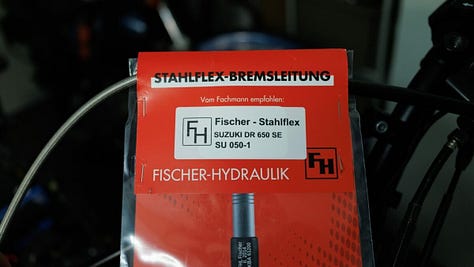 STAHLFLEX-BREMSLEITUNG
Vom Fachmann empfohlen:
FH
Fischer - Stahlflex
SUZUKI DR 650 SE
SU 050-1
FISCHER-HYDRAULIK
FH